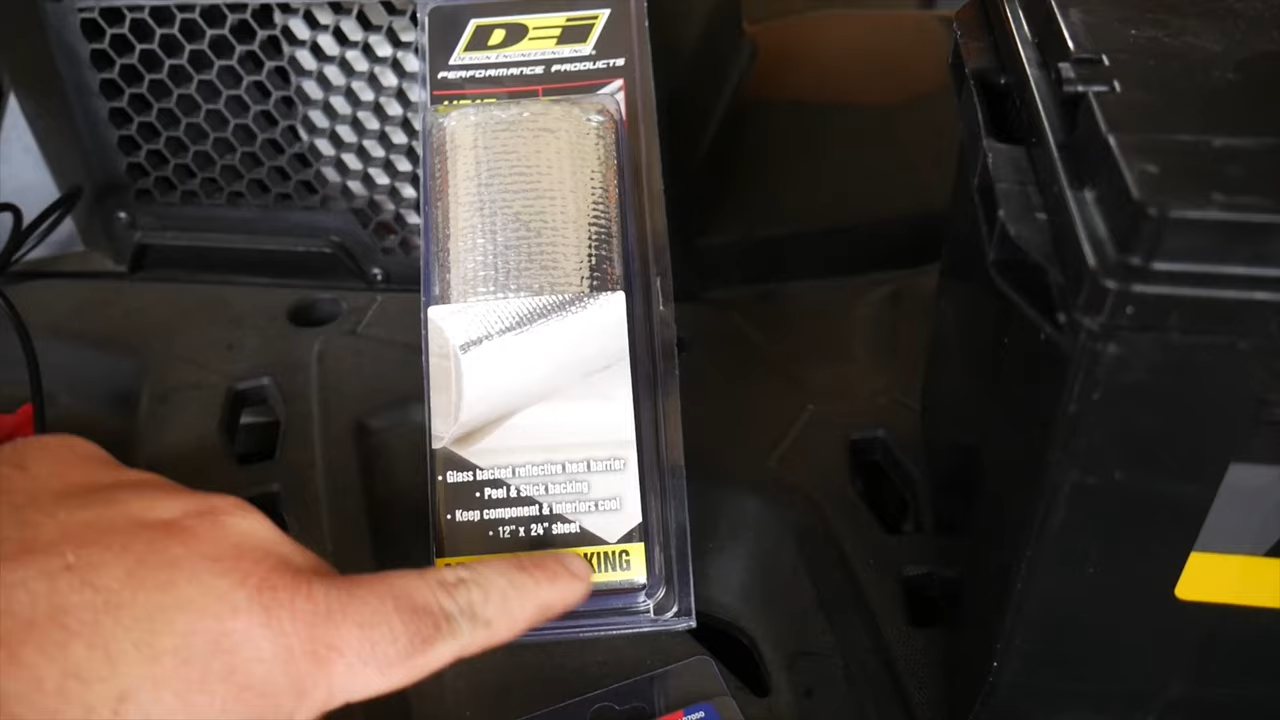 DEi
DESIGN ENGINEERING INC.
PERFORMANCE PRODUCTS
• Glass backed reflective heat barrier
• Peel & Stick backing
• Keep component & interiors cool
• 12" x 24" sheet